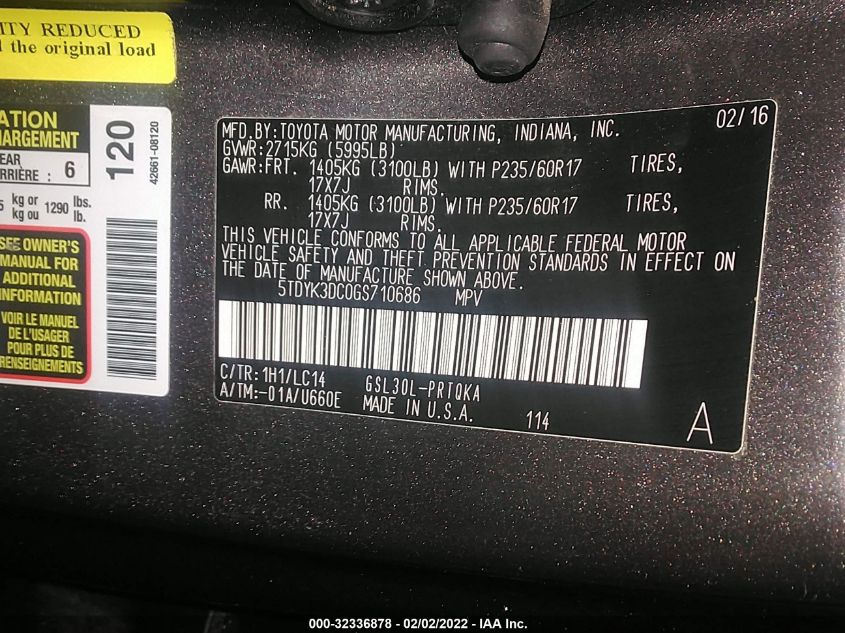 ITY REDUCED
the original load
ATION
HARGEMENT
EAR
RRIÈRE : 6
5 kg or 1290 lbs.
kg ou lb.
120
42661-08120
SEE OWNER'S
MANUAL FOR
ADDITIONAL
INFORMATION
VOIR LE MANUEL
DE L'USAGER
POUR PLUS DE
RENSEIGNEMENTS
02/16
MFD.BY:TOYOTA MOTOR MANUFACTURING, INDIANA, INC.
GVWR:2715KG (5995LB)
GAWR:FRT. 1405KG (3100LB) WITH P235/60R17 TIRES,
17X7J RIMS.
RR. 1405KG (3100LB) WITH P235/60R17 TIRES,
17X7J RIMS.
THIS VEHICLE CONFORMS TO ALL APPLICABLE FEDERAL MOTOR
VEHICLE SAFETY AND THEFT PREVENTION STANDARDS IN EFFECT ON
THE DATE OF MANUFACTURE SHOWN ABOVE.
5TDYK3DC0GS710686 MPV
C/TR:1H1/LC14 GSL30L-PRTQKA
A/TM:-01A/U660E MADE IN U.S.A. 114 A
000-32336878 - 02/02/2022 - IAA Inc.